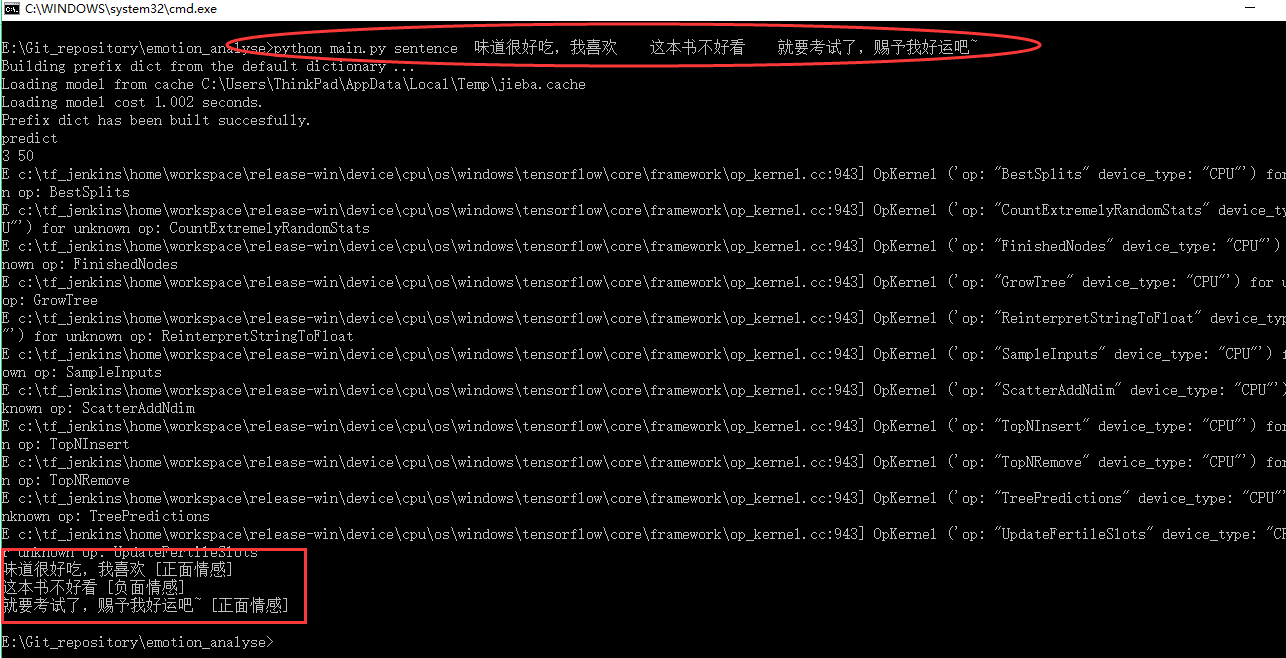 C:\WINDOWS\system32\cmd.exe
E:\Git_repository\emotion_analyse>python main.py sentence 味道很好吃，我喜欢 这本书不好看 就要考试了，赐予我好运吧~
Building prefix dict from the default dictionary ...
Loading model from cache C:\Users\ThinkPad\AppData\Local\Temp\jieba.cache
Loading model cost 1.002 seconds.
Prefix dict has been built succesfully.
predict
3 50
E c:\tf_jenkins\home\workspace\release-win\device\cpu\os\windows\tensorflow\core\framework\op_kernel.cc:943] OpKernel ('op: "BestSplits" device_type: "CPU"') for
n op: BestSplits
E c:\tf_jenkins\home\workspace\release-win\device\cpu\os\windows\tensorflow\core\framework\op_kernel.cc:943] OpKernel ('op: "CountExtremelyRandomStats" device_ty
U"') for unknown op: CountExtremelyRandomStats
E c:\tf_jenkins\home\workspace\release-win\device\cpu\os\windows\tensorflow\core\framework\op_kernel.cc:943] OpKernel ('op: "FinishedNodes" device_type: "CPU"')
nown op: FinishedNodes
E c:\tf_jenkins\home\workspace\release-win\device\cpu\os\windows\tensorflow\core\framework\op_kernel.cc:943] OpKernel ('op: "GrowTree" device_type: "CPU"') for u
op: GrowTree
E c:\tf_jenkins\home\workspace\release-win\device\cpu\os\windows\tensorflow\core\framework\op_kernel.cc:943] OpKernel ('op: "ReinterpretStringToFloat" device_typ
"') for unknown op: ReinterpretStringToFloat
E c:\tf_jenkins\home\workspace\release-win\device\cpu\os\windows\tensorflow\core\framework\op_kernel.cc:943] OpKernel ('op: "SampleInputs" device_type: "CPU"') f
own op: SampleInputs
E c:\tf_jenkins\home\workspace\release-win\device\cpu\os\windows\tensorflow\core\framework\op_kernel.cc:943] OpKernel ('op: "ScatterAddNdim" device_type: "CPU"')
known op: ScatterAddNdim
E c:\tf_jenkins\home\workspace\release-win\device\cpu\os\windows\tensorflow\core\framework\op_kernel.cc:943] OpKernel ('op: "TopNInsert" device_type: "CPU"') for
n op: TopNInsert
E c:\tf_jenkins\home\workspace\release-win\device\cpu\os\windows\tensorflow\core\framework\op_kernel.cc:943] OpKernel ('op: "TopNRemove" device_type: "CPU"') for
n op: TopNRemove
E c:\tf_jenkins\home\workspace\release-win\device\cpu\os\windows\tensorflow\core\framework\op_kernel.cc:943] OpKernel ('op: "TreePredictions" device_type: "CPU"'
nknown op: TreePredictions
E c:\tf_jenkins\home\workspace\release-win\device\cpu\os\windows\tensorflow\core\framework\op_kernel.cc:943] OpKernel ('op: "UpdateFertileSlots" device_type: "CP
r unknown op: UpdateFertileSlots
味道很好吃，我喜欢 [正面情感]
这本书不好看 [负面情感]
就要考试了，赐予我好运吧~ [正面情感]
E:\Git_repository\emotion_analyse>